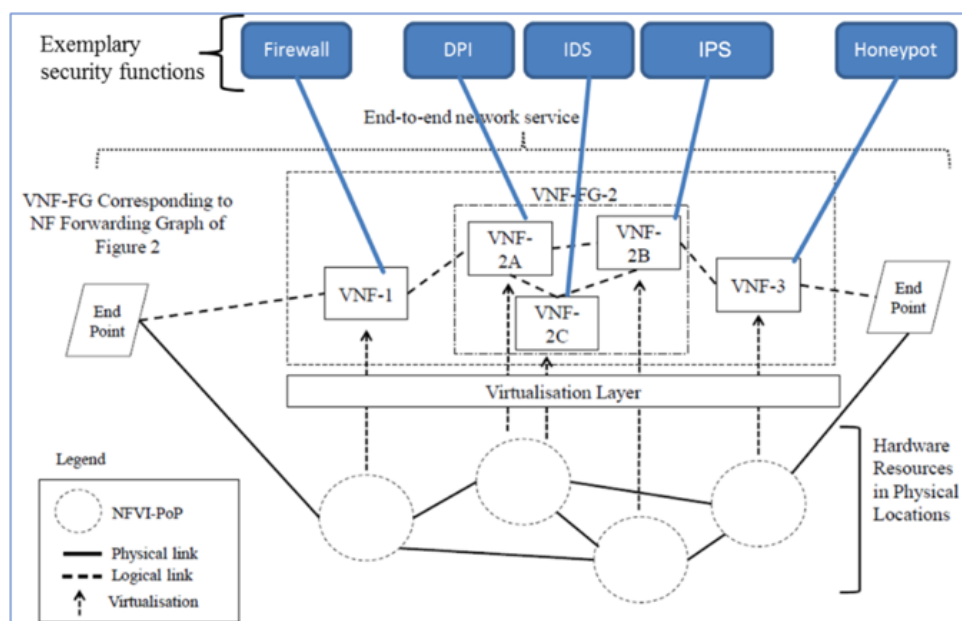 Exemplary
security functions
Firewall
DPI
IDS
IPS
Honeypot
End-to-end network service
VNF-FG Corresponding to
NF Forwarding Graph of
Figure 2
VNF-FG-2
VNF-
2A
VNF-
2B
VNF-1
VNF-3
VNF-
2C
End
Point
End
Point
Virtualisation Layer
Hardware
Resources
in Physical
Locations
Legend
NFVI-PoP
Physical link
Logical link
Virtualisation